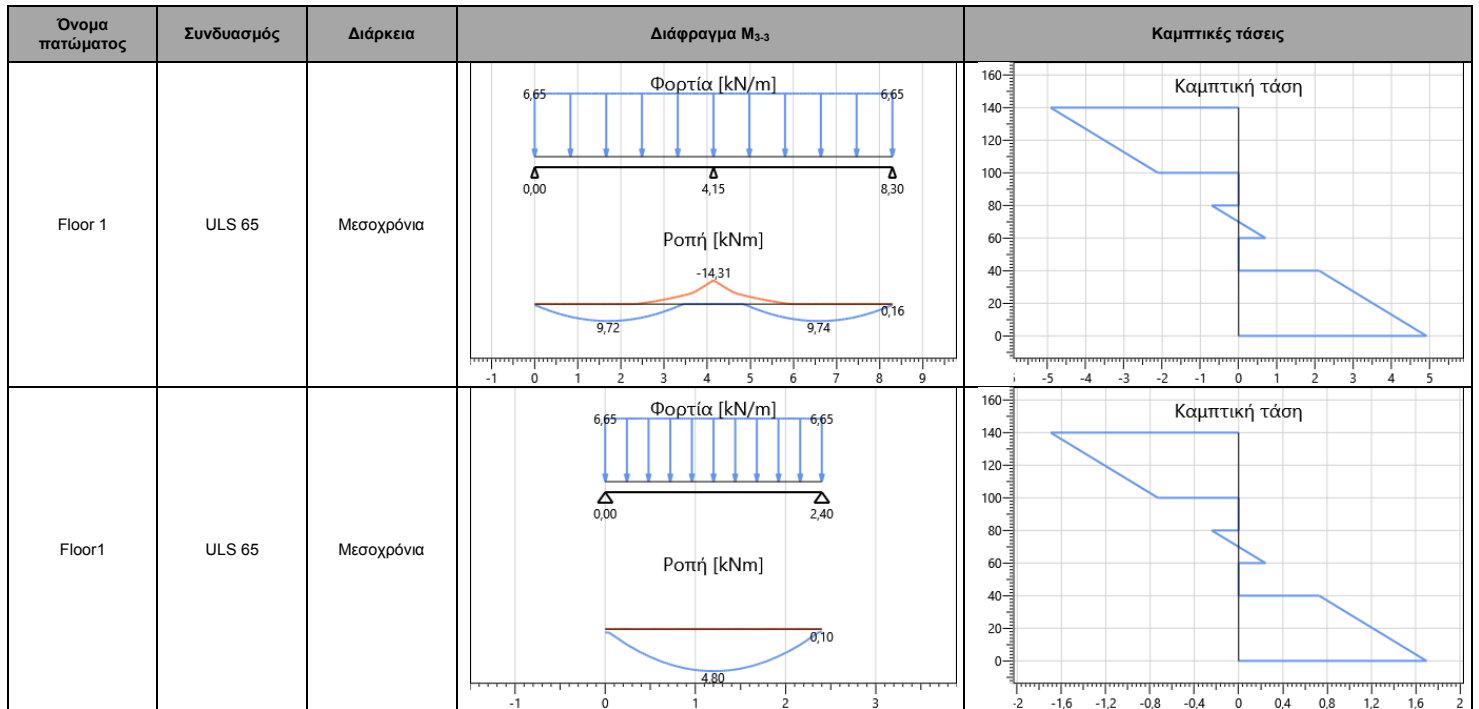 Όνομα πατώματος
Συνδυασμός
Διάρκεια
Διάφραγμα M3-3
Καμπτικές τάσεις
Floor 1
ULS 65
Μεσοχρόνια
Φορτία [kN/m]
6,65 6,65
0,00 4,15 8,30
Ροπή [kNm]
-14,31
0,16
9,72 9,74
-1 0 1 2 3 4 5 6 7 8 9
Καμπτική τάση
160
140
120
100
80
60
40
20
0
-5 -4 -3 -2 -1 0 1 2 3 4 5
Floor1
ULS 65
Μεσοχρόνια
Φορτία [kN/m]
6,65 6,65
0,00 2,40
Ροπή [kNm]
0,10
4,80
-1 0 1 2 3
Καμπτική τάση
160
140
120
100
80
60
40
20
0
-2 -1,6 -1,2 -0,8 -0,4 0 0,4 0,8 1,2 1,6 2